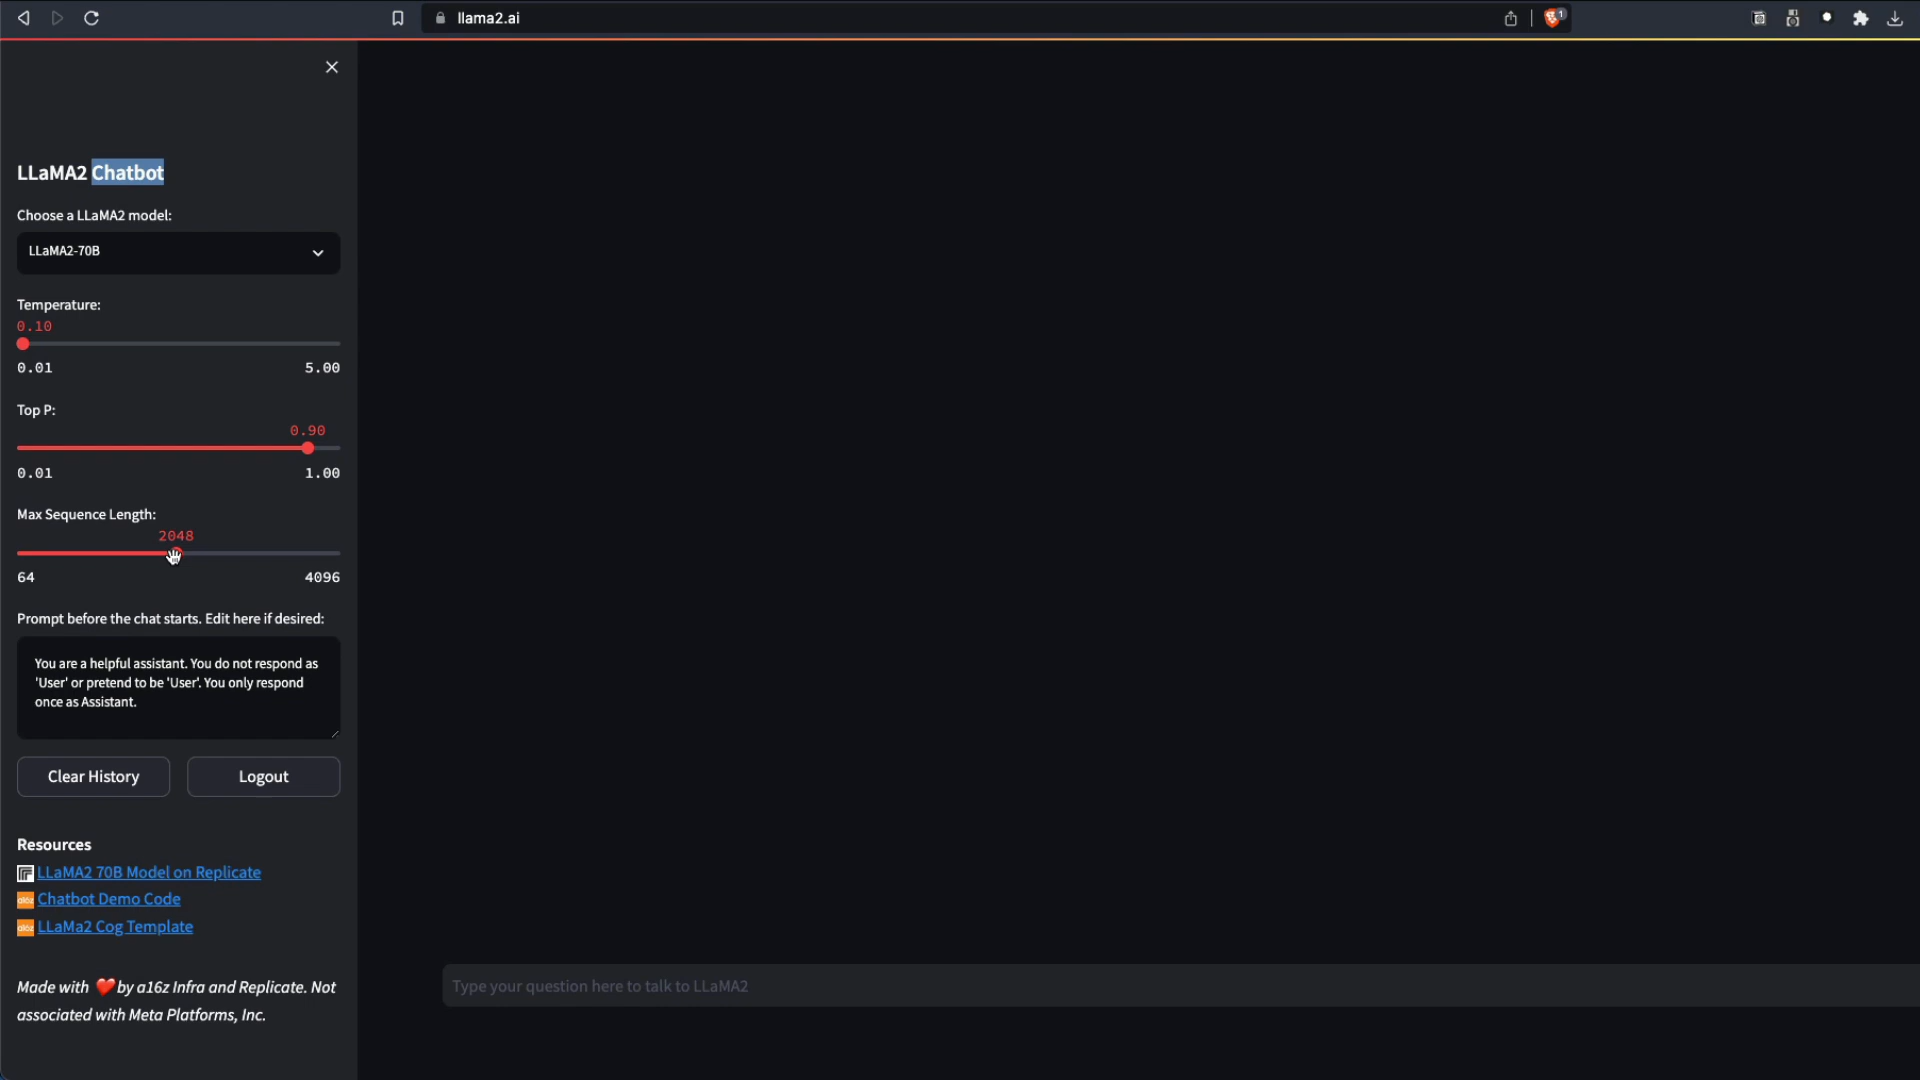 llama2.ai
1
LLaMA2 Chatbot
Choose a LLaMA2 model:
LLaMA2-70B
Temperature:
0.10
0.01 5.00
Top P:
0.90
0.01 1.00
Max Sequence Length:
2048
64 4096
Prompt before the chat starts. Edit here if desired:
You are a helpful assistant. You do not respond as
'User' or pretend to be 'User'. You only respond
once as Assistant.
Clear History Logout
Resources
LLaMA2 70B Model on Replicate
a16z Chatbot Demo Code
a16z LLaMa2 Cog Template
Made with ❤️ by a16z Infra and Replicate. Not
associated with Meta Platforms, Inc.
Type your question here to talk to LLaMA2